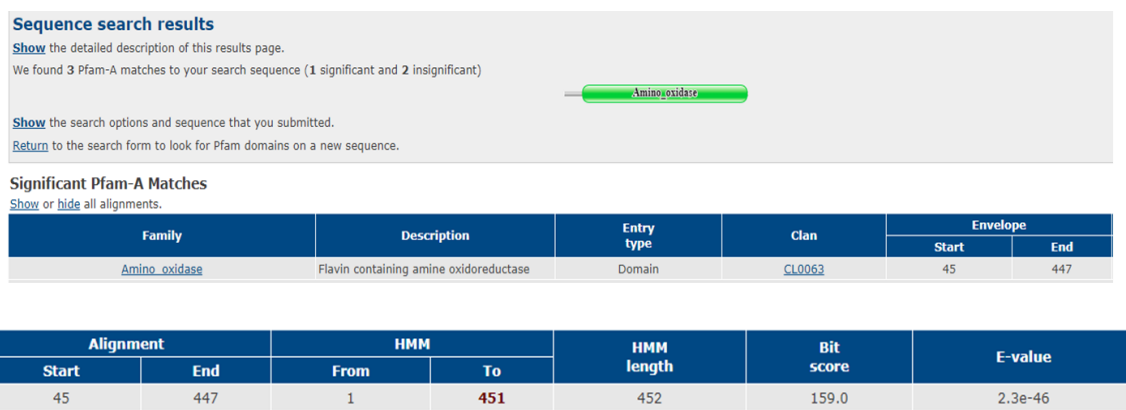 Sequence search results
Show the detailed description of this results page.
We found 3 Pfam-A matches to your search sequence (1 significant and 2 insignificant)
Amino_oxidase
Show the search options and sequence that you submitted.
Return to the search form to look for Pfam domains on a new sequence.
Significant Pfam-A Matches
Show or hide all alignments.
Family Description Entry type Clan Envelope
Start End
Amino_oxidase Flavin containing amine oxidoreductase Domain CL0063 45 447
Alignment HMM HMM length Bit score E-value
Start End From To
45 447 1 451 452 159.0 2.3e-46